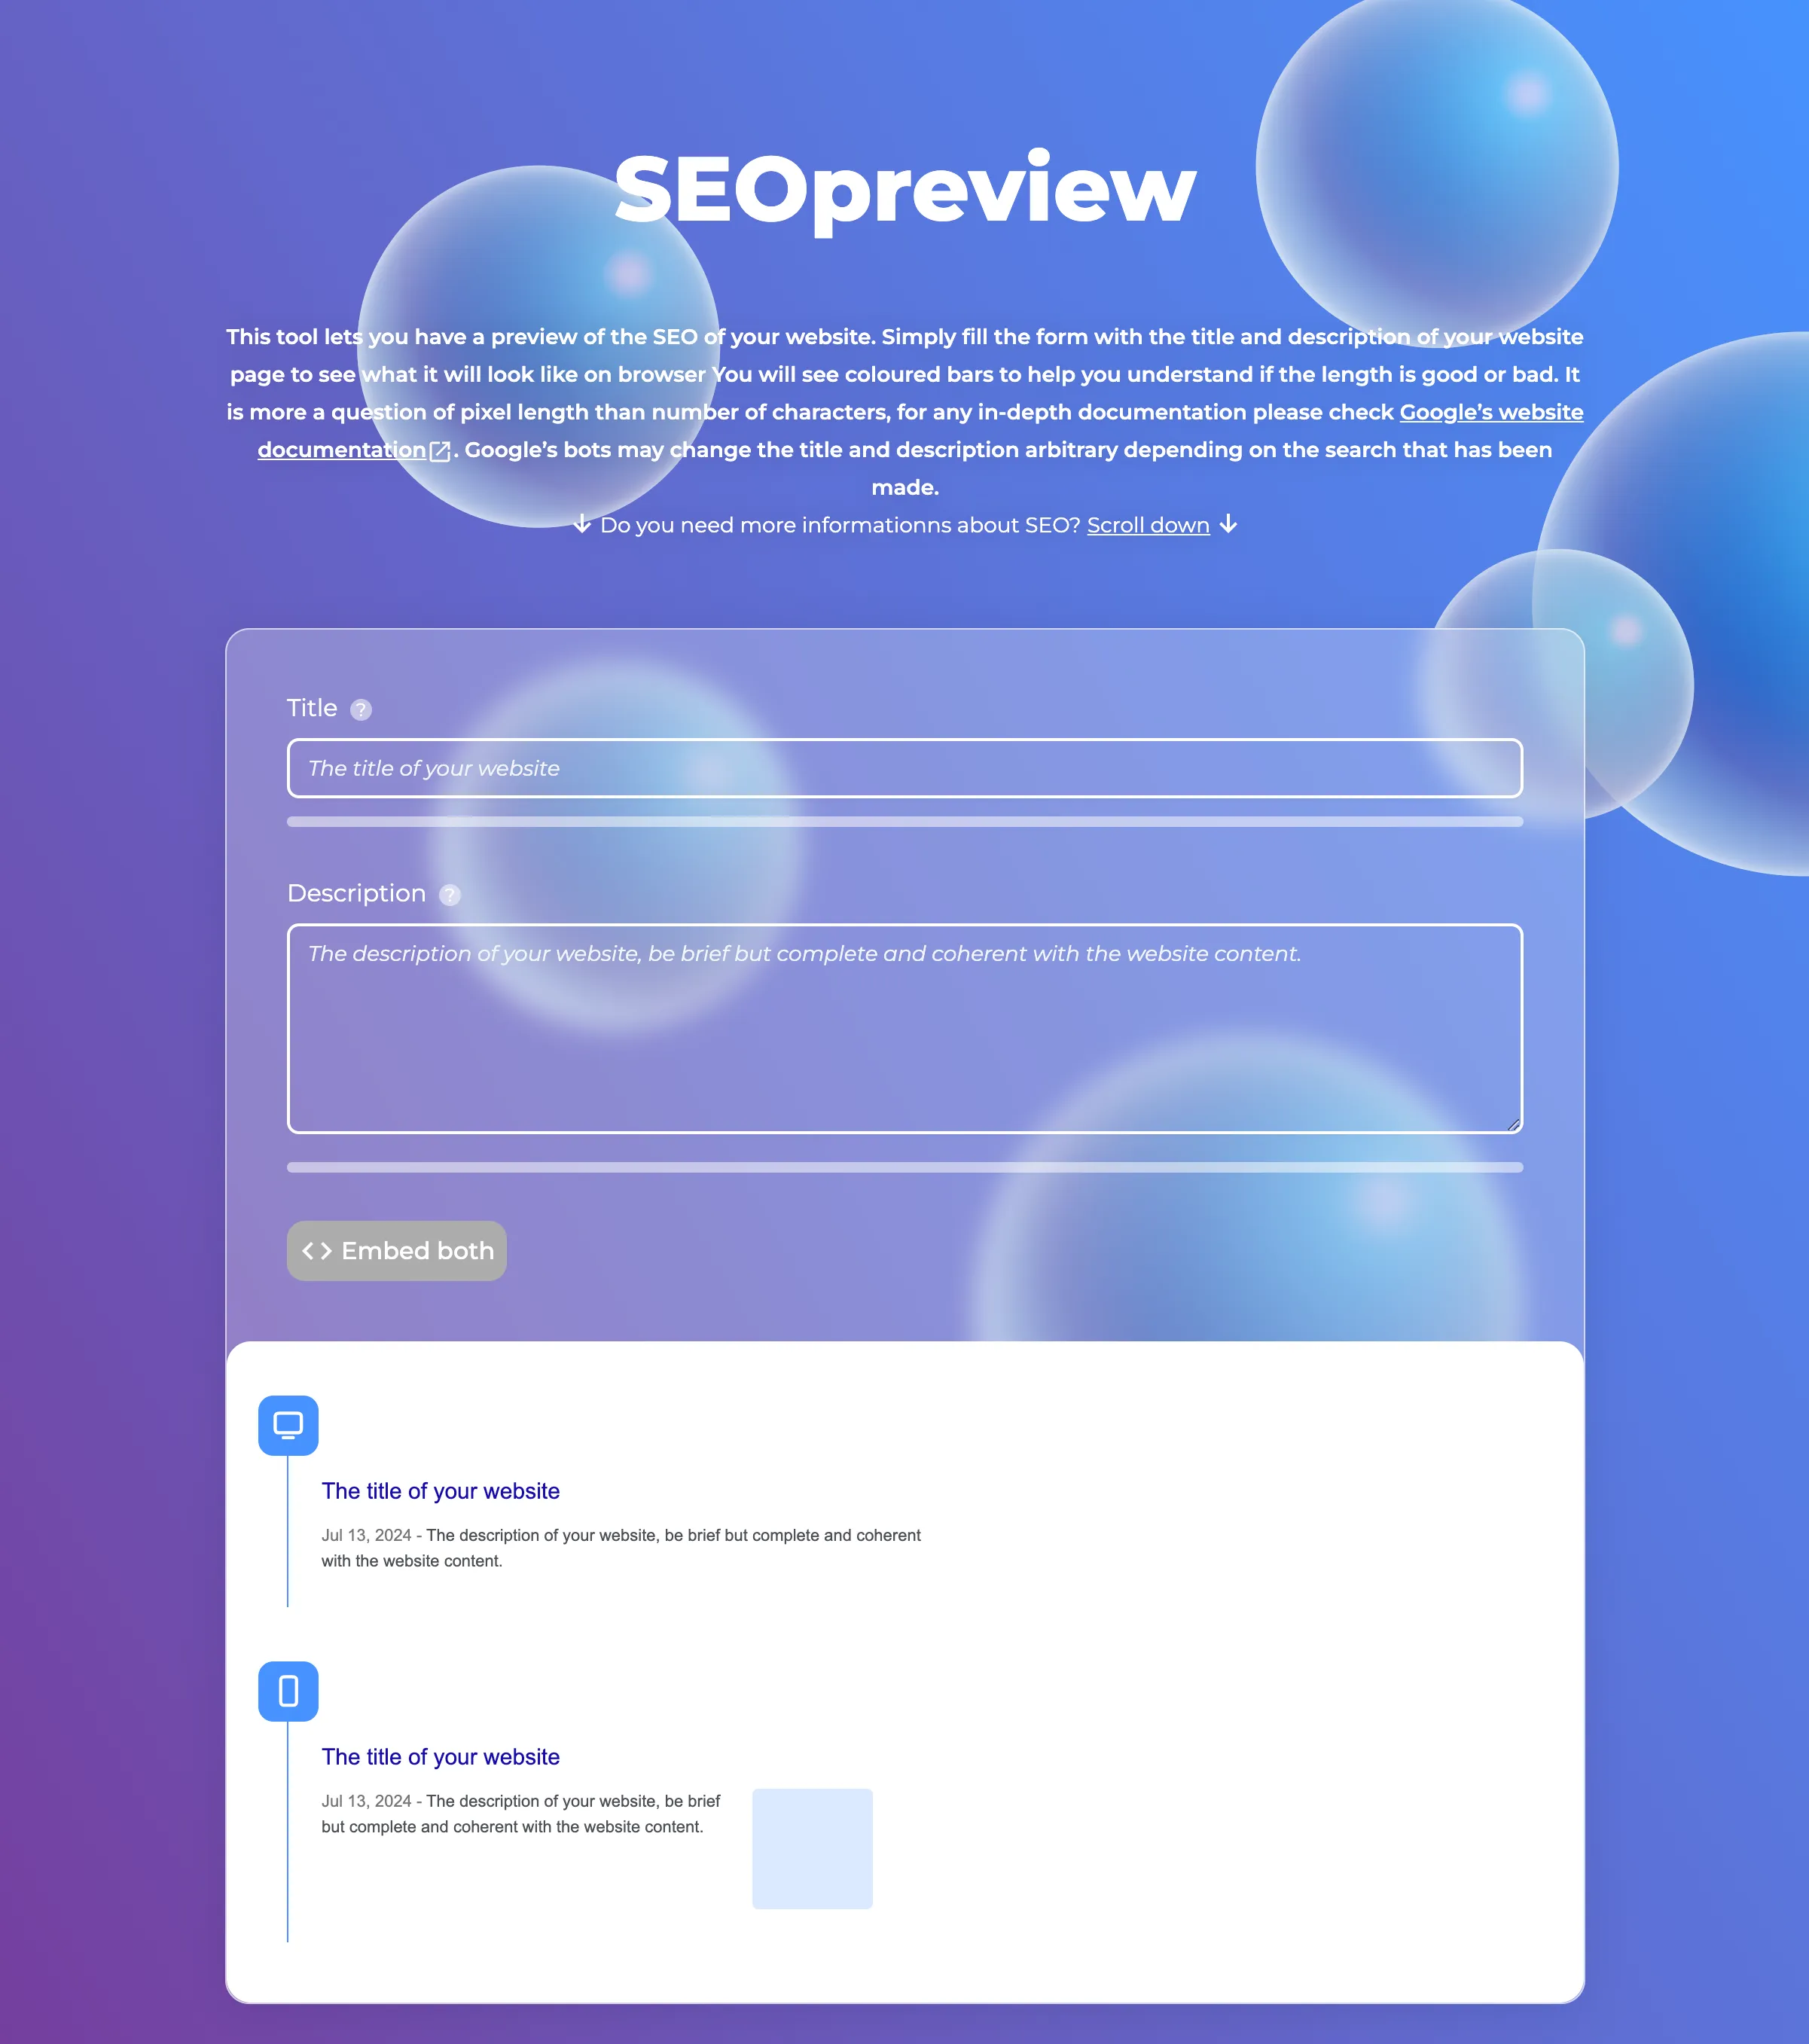 SEOpreview
This tool lets you have a preview of the SEO of your website. Simply fill the form with the title and description of your website
page to see what it will look like on browser You will see coloured bars to help you understand if the length is good or bad. It
is more a question of pixel length than number of characters, for any in-depth documentation please check Google’s website
documentation. Google’s bots may change the title and description arbitrary depending on the search that has been
made.
↓ Do you need more informationns about SEO? Scroll down ↓
Title ?
The title of your website
Description ?
The description of your website, be brief but complete and coherent with the website content.
<> Embed both
The title of your website
Jul 13, 2024 - The description of your website, be brief but complete and coherent
with the website content.
The title of your website
Jul 13, 2024 - The description of your website, be brief
but complete and coherent with the website content.